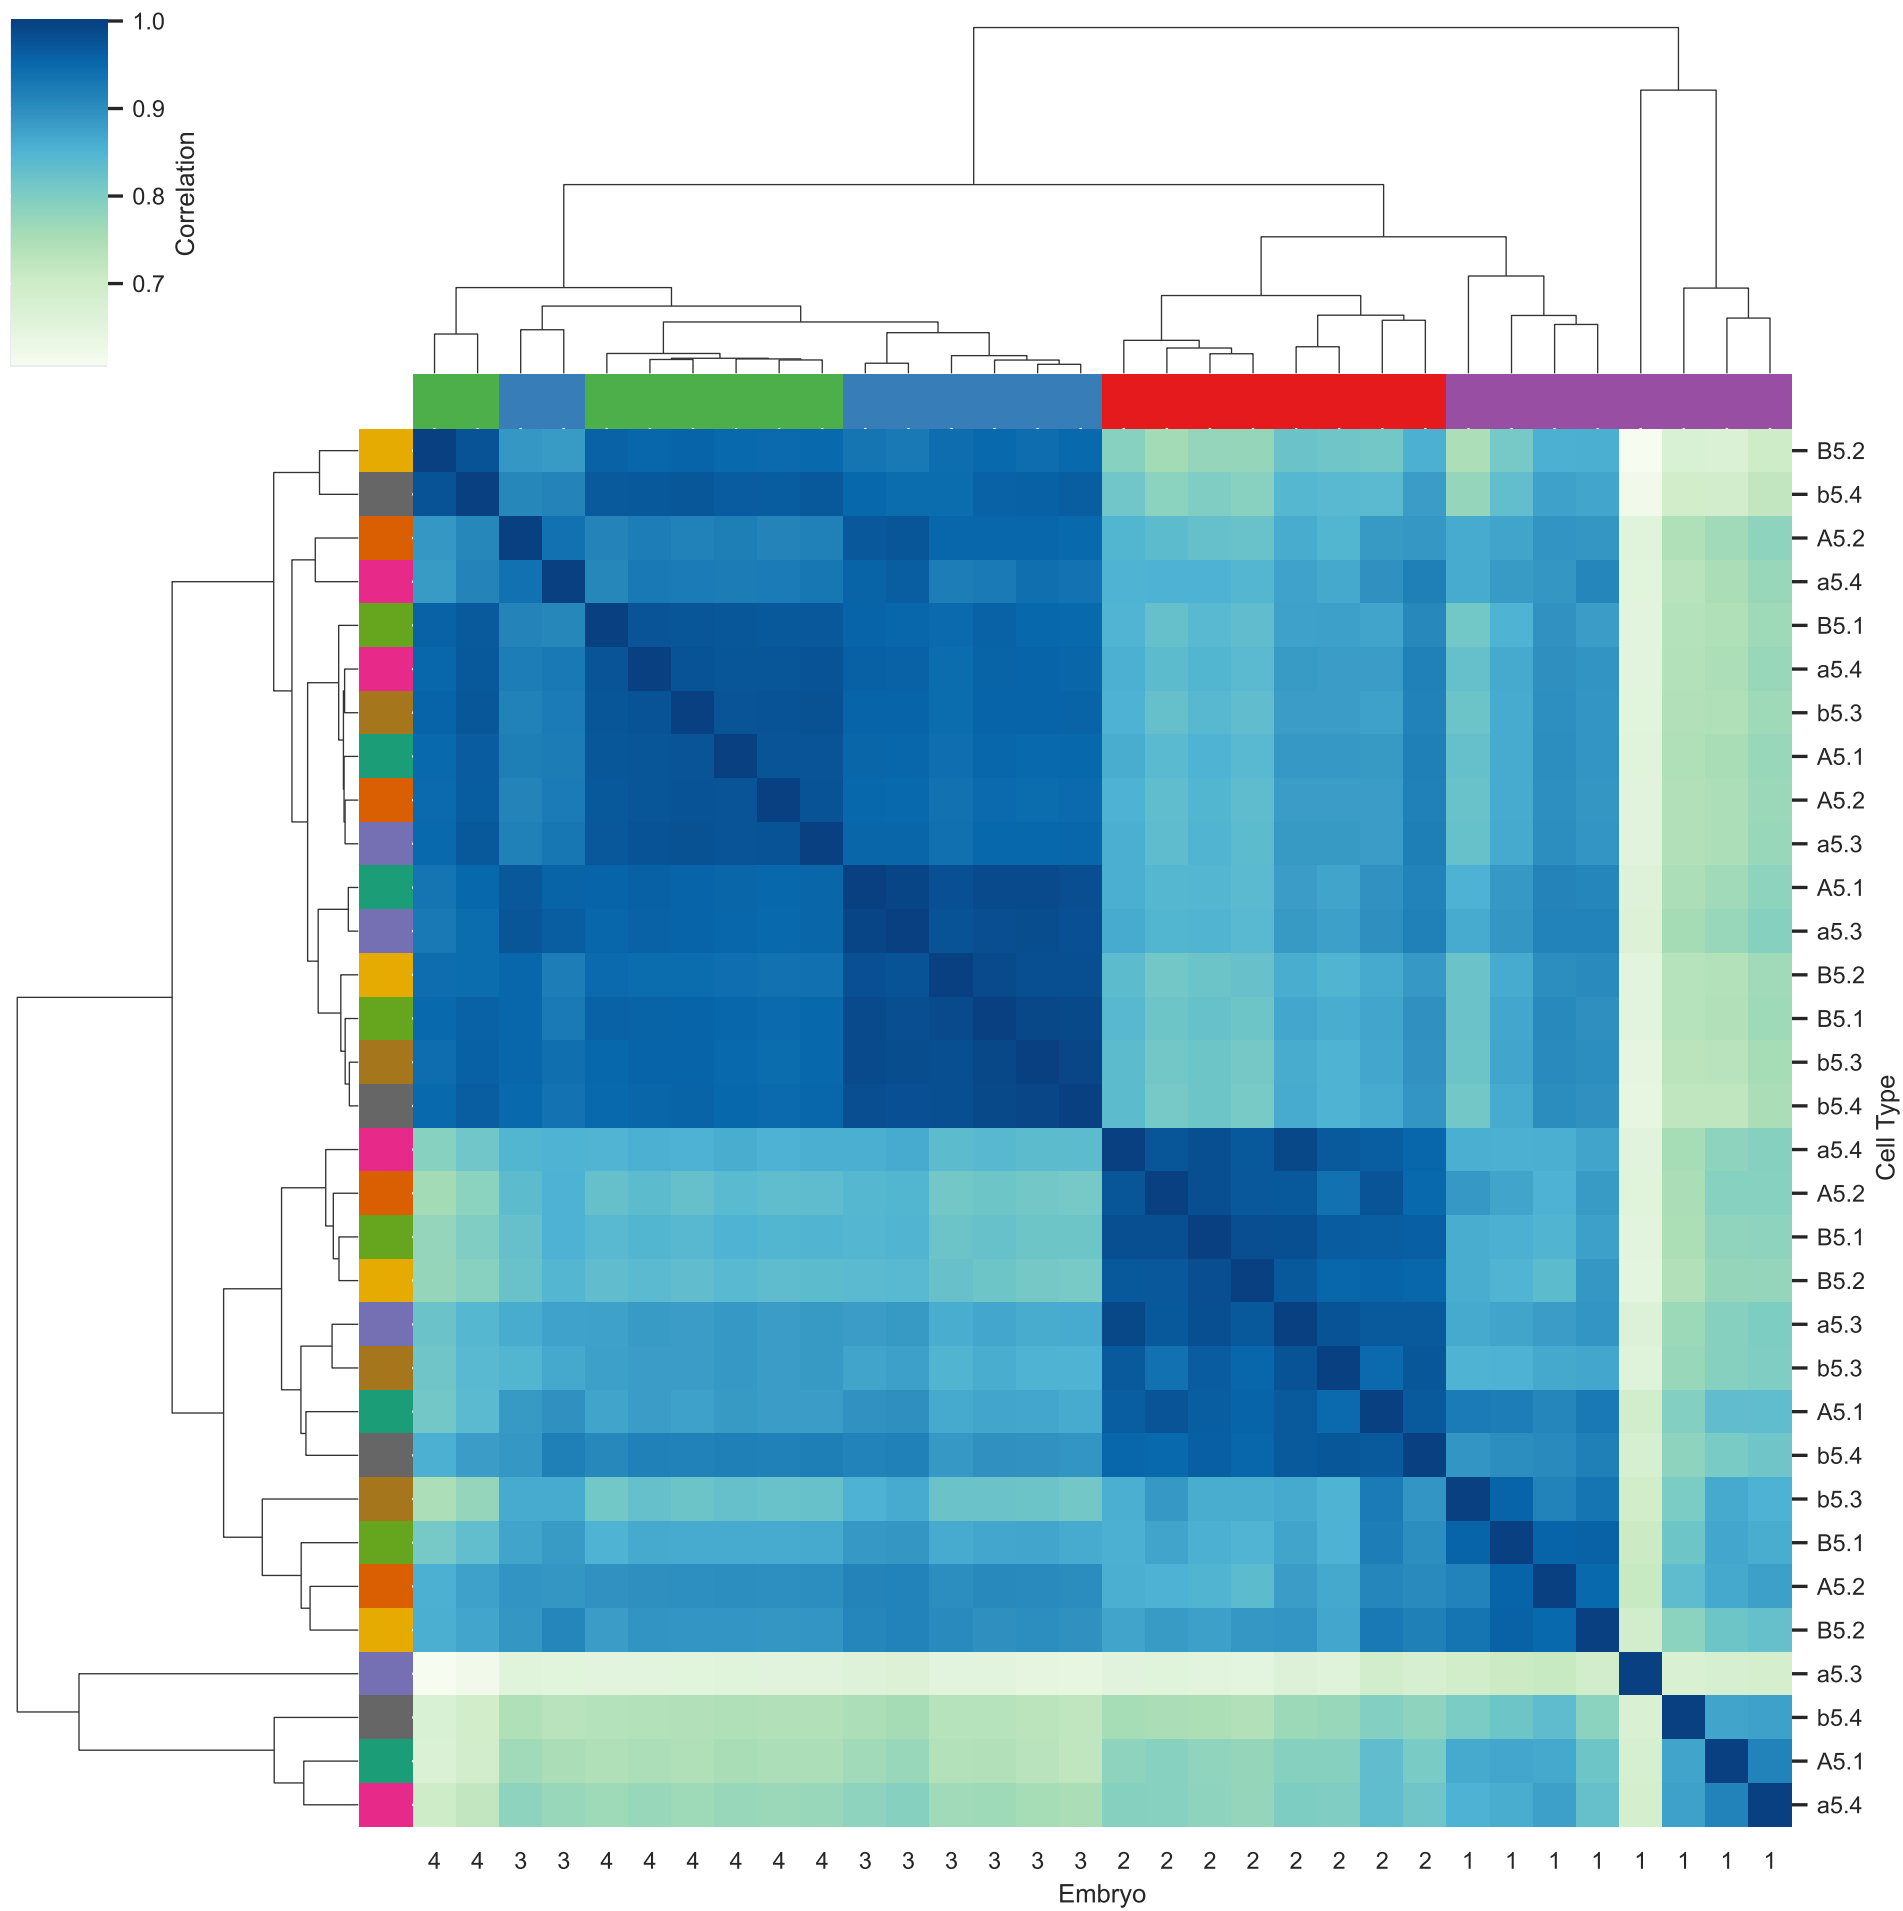 1.0
0.9
0.8
0.7
Correlation
B5.2
b5.4
A5.2
a5.4
B5.1
a5.4
b5.3
A5.1
A5.2
a5.3
A5.1
a5.3
B5.2
B5.1
b5.3
b5.4
a5.4
A5.2
B5.1
B5.2
a5.3
b5.3
A5.1
b5.4
b5.3
B5.1
A5.2
B5.2
a5.3
b5.4
A5.1
a5.4
Cell Type
4 4 3 3 4 4 4 4 4 4 3 3 3 3 3 3 2 2 2 2 2 2 2 2 1 1 1 1 1 1 1 1
Embryo